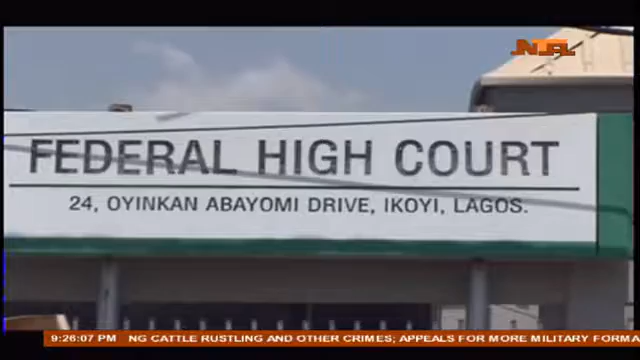 NTA
FEDERAL HIGH COURT
24, OYINKAN ABAYOMI DRIVE, IKOYI, LAGOS.
9:26:07 PM NG CATTLE RUSTLING AND OTHER CRIMES; APPEALS FOR MORE MILITARY FORMA